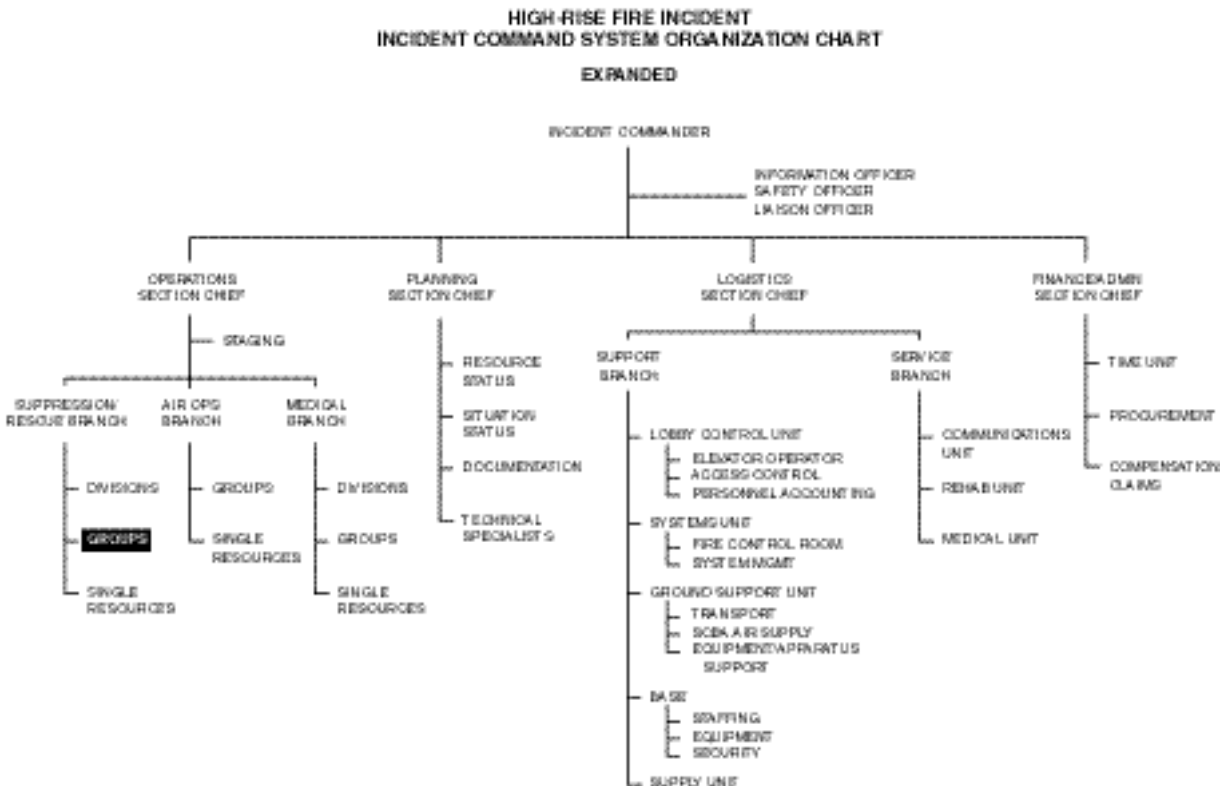 HIGH-RISE FIRE INCIDENT
INCIDENT COMMAND SYSTEM ORGANIZATION CHART
EXPANDED
INCIDENT COMMANDER
INFORMATION OFFICER
SAFETY OFFICER
LIAISON OFFICER
OPERATIONS
SECTION CHIEF
PLANNING
SECTION CHIEF
LOGISTICS
SECTION CHIEF
FINANCE/ADMIN
SECTION CHIEF
STAGING
SUPPRESSION/
RESCUE BRANCH
AIR OPS
BRANCH
MEDICAL
BRANCH
DIVISIONS
GROUPS
SINGLE
RESOURCES
GROUPS
SINGLE
RESOURCES
DIVISIONS
GROUPS
SINGLE
RESOURCES
RESOURCE
STATUS
SITUATION
STATUS
DOCUMENTATION
TECHNICAL
SPECIALISTS
SUPPORT
BRANCH
SERVICE
BRANCH
LOBBY CONTROL UNIT
ELEVATOR OPERATOR
ACCESS CONTROL
PERSONNEL ACCOUNTING
SYSTEMS UNIT
FIRE CONTROL ROOM
SYSTEM MGMT
GROUND SUPPORT UNIT
TRANSPORT
SCBA AIR SUPPLY
EQUIPMENT/APPARATUS
SUPPORT
BASE
STAFFING
EQUIPMENT
SECURITY
SUPPLY UNIT
COMMUNICATIONS
UNIT
REHAB UNIT
MEDICAL UNIT
TIME UNIT
PROCUREMENT
COMPENSATIONS
CLAIMS